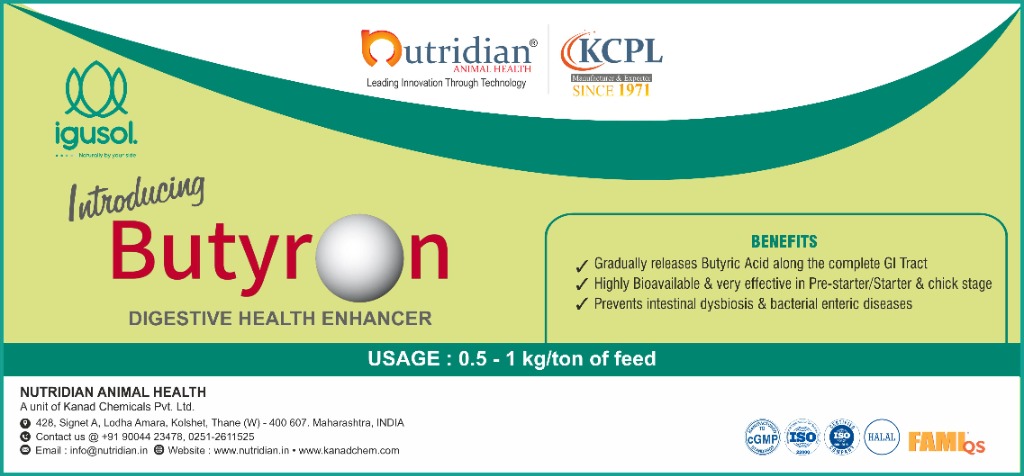 nutridian®
ANIMAL HEALTH
Leading Innovation Through Technology
KCPL
Manufacturer & Exporter
SINCE 1971
igusol.
Naturally by your side
Introducing
Butyron
DIGESTIVE HEALTH ENHANCER
BENEFITS
✓ Gradually releases Butyric Acid along the complete GI Tract
✓ Highly Bioavailable & very effective in Pre-starter/Starter & chick stage
✓ Prevents intestinal dysbiosis & bacterial enteric diseases
USAGE : 0.5 - 1 kg/ton of feed
NUTRIDIAN ANIMAL HEALTH
A unit of Kanad Chemicals Pvt. Ltd.
428, Signet A, Lodha Amara, Kolshet, Thane (W) - 400 607. Maharashtra, INDIA
Contact us @ +91 90044 23478, 0251-2611525
Email : info@nutridian.in Website : www.nutridian.in • www.kanadchem.com
cGMP
ISO
ISO
HALAL
FAMI QS